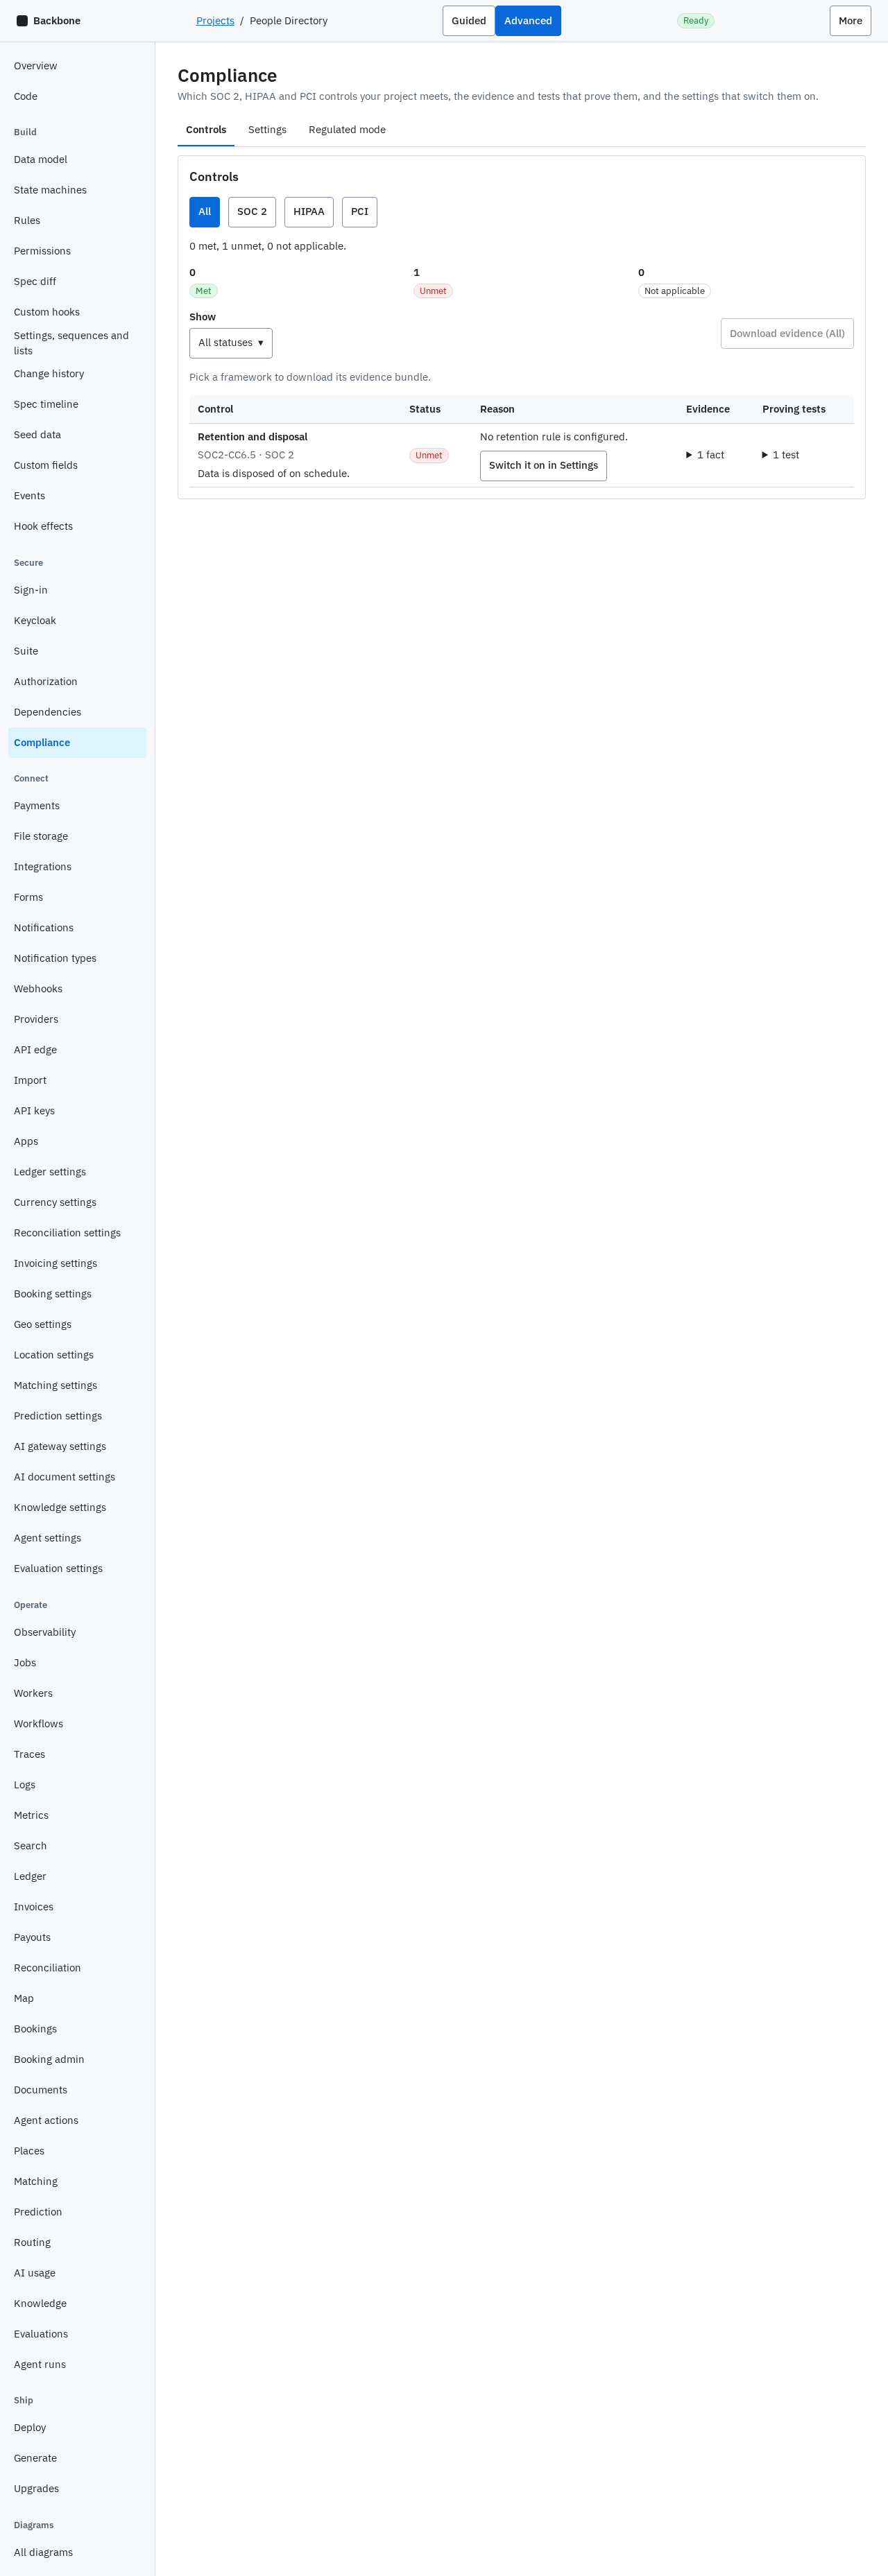 Backbone
Projects / People Directory
Guided
Advanced
Ready
More
Overview
Code
Build
Data model
State machines
Rules
Permissions
Spec diff
Custom hooks
Settings, sequences and
lists
Change history
Spec timeline
Seed data
Custom fields
Events
Hook effects
Secure
Sign-in
Keycloak
Suite
Authorization
Dependencies
Compliance
Connect
Payments
File storage
Integrations
Forms
Notifications
Notification types
Webhooks
Providers
API edge
Import
API keys
Apps
Ledger settings
Currency settings
Reconciliation settings
Invoicing settings
Booking settings
Geo settings
Location settings
Matching settings
Prediction settings
AI gateway settings
AI document settings
Knowledge settings
Agent settings
Evaluation settings
Operate
Observability
Jobs
Workers
Workflows
Traces
Logs
Metrics
Search
Ledger
Invoices
Payouts
Reconciliation
Map
Bookings
Booking admin
Documents
Agent actions
Places
Matching
Prediction
Routing
AI usage
Knowledge
Evaluations
Agent runs
Ship
Deploy
Generate
Upgrades
Diagrams
All diagrams
Compliance
Which SOC 2, HIPAA and PCI controls your project meets, the evidence and tests that prove them, and the settings that switch them on.
Controls Settings Regulated mode
Controls
All SOC 2 HIPAA PCI
0 met, 1 unmet, 0 not applicable.
0 1 0
Met Unmet Not applicable
Show
All statuses ▾
Download evidence (All)
Pick a framework to download its evidence bundle.
Control Status Reason Evidence Proving tests
Retention and disposal
SOC2-CC6.5 · SOC 2
Data is disposed of on schedule.
Unmet
No retention rule is configured.
Switch it on in Settings
▶ 1 fact
▶ 1 test